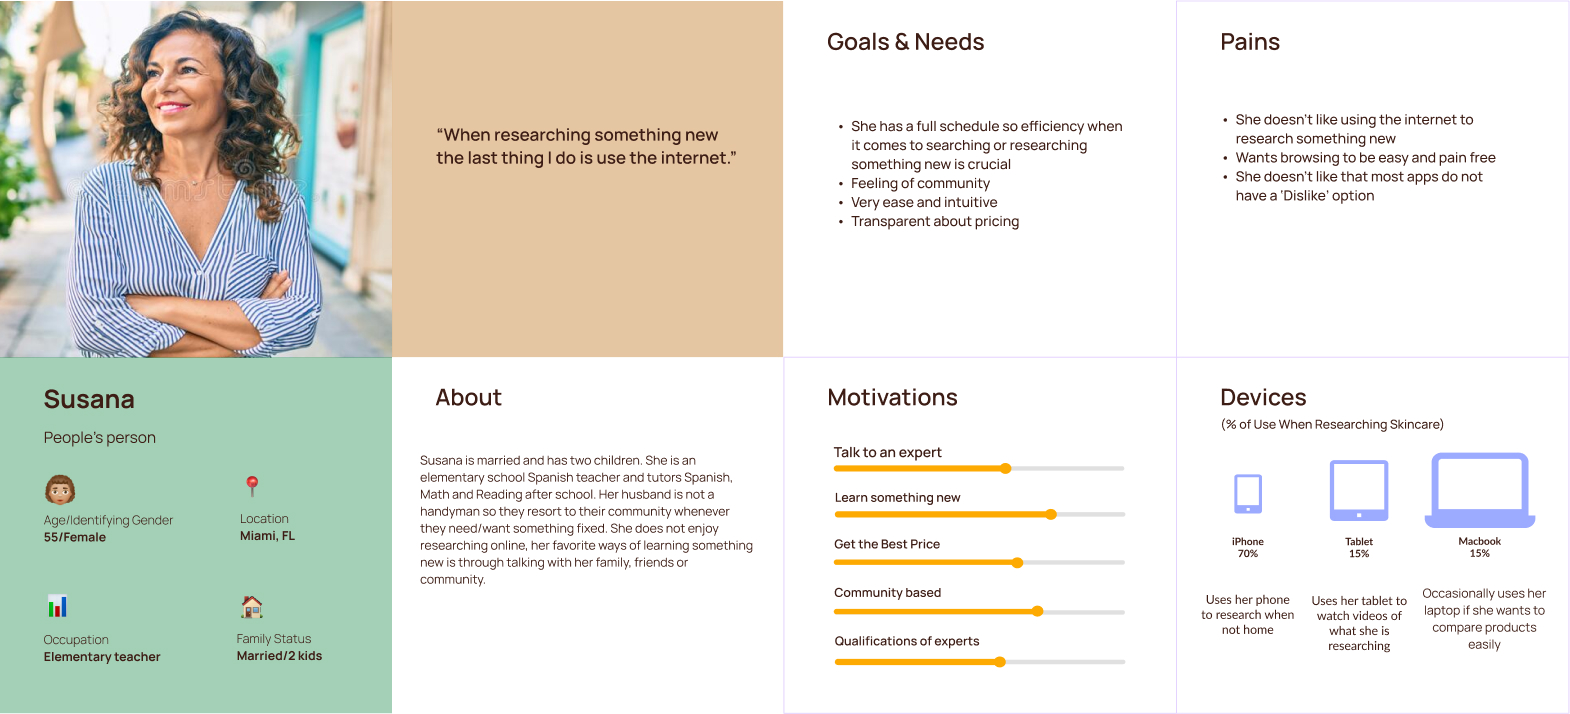 “When researching something new
the last thing I do is use the internet.”
Goals & Needs
• She has a full schedule so efficiency when
it comes to searching or researching
something new is crucial
• Feeling of community
• Very ease and intuitive
• Transparent about pricing
Pains
• She doesn't like using the internet to
research something new
• Wants browsing to be easy and pain free
• She doesn't like that most apps do not
have a 'Dislike' option
Susana
People's person
Age/Identifying Gender
55/Female
Location
Miami, FL
Occupation
Elementary teacher
Family Status
Married/2 kids
About
Susana is married and has two children. She is an
elementary school Spanish teacher and tutors Spanish,
Math and Reading after school. Her husband is not a
handyman so they resort to their community whenever
they need/want something fixed. She does not enjoy
researching online, her favorite ways of learning something
new is through talking with her family, friends or
community.
Motivations
Talk to an expert
Learn something new
Get the Best Price
Community based
Qualifications of experts
Devices
(% of Use When Researching Skincare)
iPhone
70%
Uses her phone
to research when
not home
Tablet
15%
Uses her tablet to
watch videos of
what she is
researching
Macbook
15%
Occasionally uses her
laptop if she wants to
compare products
easily